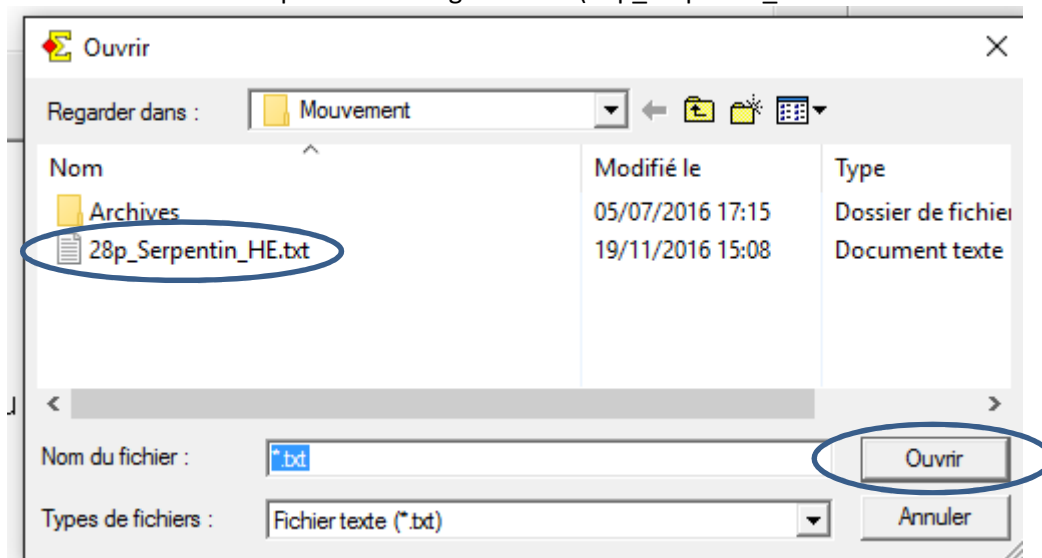 Ouvrir
Regarder dans : Mouvement
Nom Modifié le Type
Archives 05/07/2016 17:15 Dossier de fichier
28p_Serpentin_HE.txt 19/11/2016 15:08 Document texte
Nom du fichier : *.txt Ouvrir
Types de fichiers : Fichier texte (*.txt) Annuler